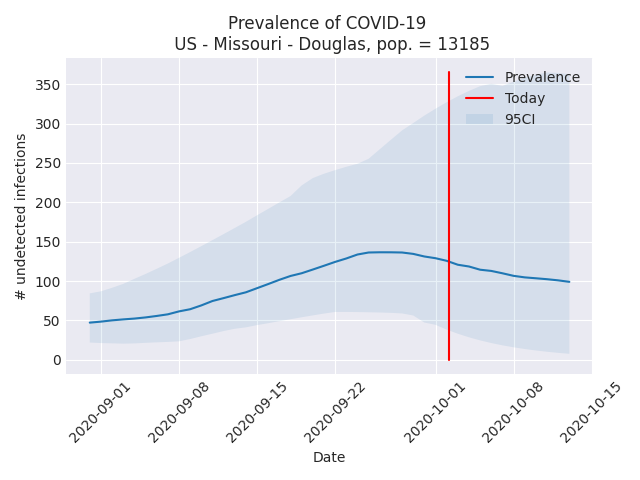 Prevalence of COVID-19
US - Missouri - Douglas, pop. = 13185
Prevalence
Today
95CI
# undetected infections
350
300
250
200
150
100
50
0
2020-09-01
2020-09-08
2020-09-15
2020-09-22
2020-10-01
2020-10-08
2020-10-15
Date